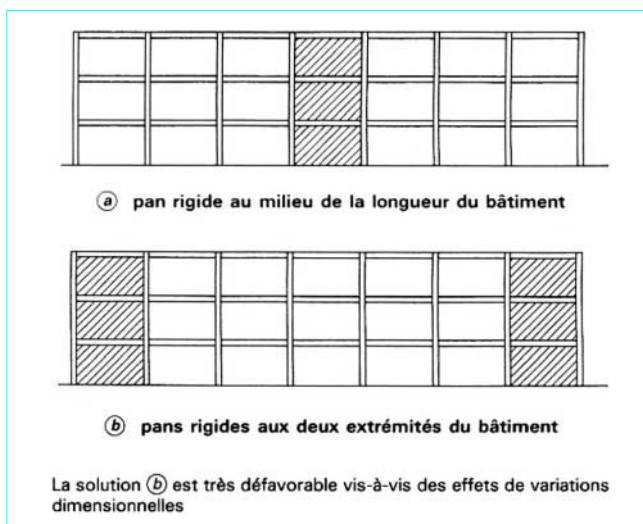 ⓐ pan rigide au milieu de la longueur du bâtiment
ⓑ pans rigides aux deux extrémités du bâtiment
La solution ⓑ est très défavorable vis-à-vis des effets de variations
dimensionnelles